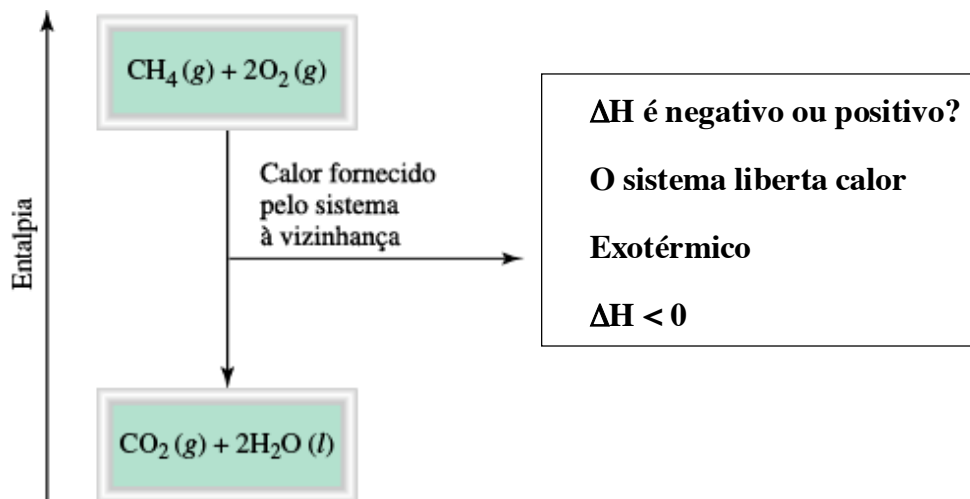 Entalpia
CH₄ (g) + 2O₂ (g)
Calor fornecido
pelo sistema
à vizinhança
CO₂ (g) + 2H₂O (l)
ΔH é negativo ou positivo?
O sistema liberta calor
Exotérmico
ΔH < 0